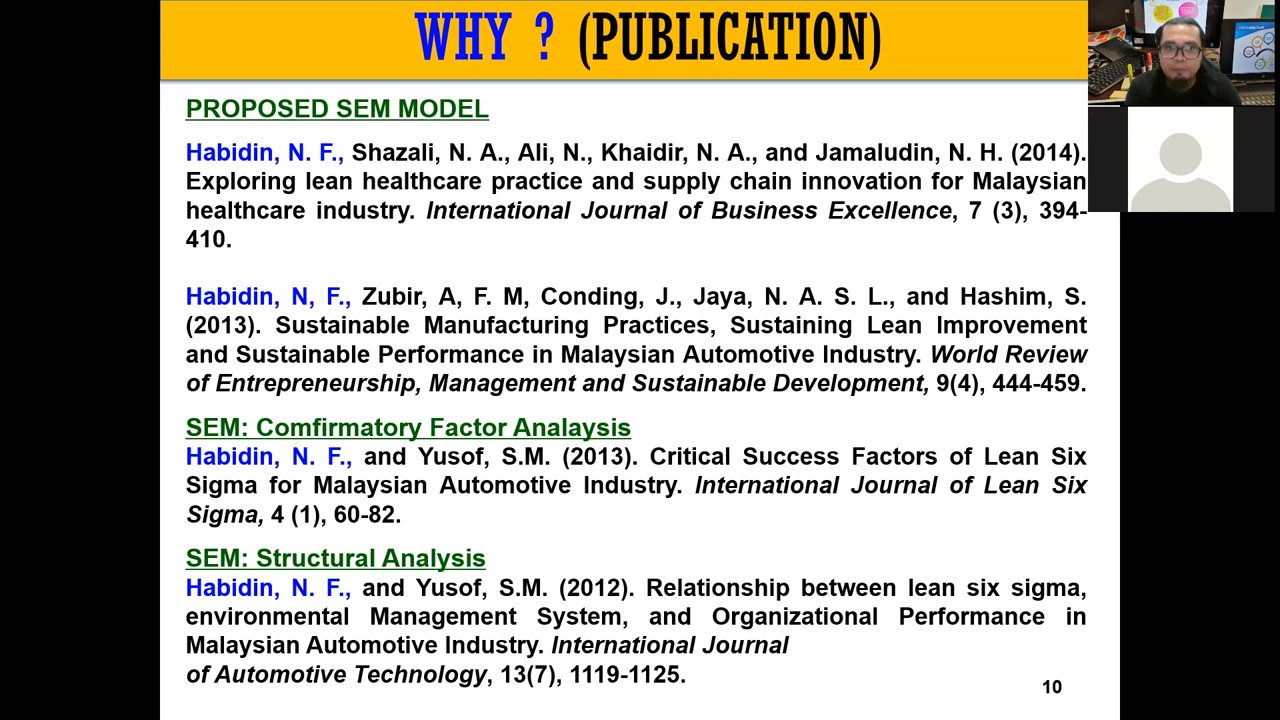 WHY ? (PUBLICATION)
PROPOSED SEM MODEL
Habidin, N. F., Shazali, N. A., Ali, N., Khaidir, N. A., and Jamaludin, N. H. (2014).
Exploring lean healthcare practice and supply chain innovation for Malaysian
healthcare industry. International Journal of Business Excellence, 7 (3), 394-
410.
Habidin, N, F., Zubir, A, F. M, Conding, J., Jaya, N. A. S. L., and Hashim, S.
(2013). Sustainable Manufacturing Practices, Sustaining Lean Improvement
and Sustainable Performance in Malaysian Automotive Industry. World Review
of Entrepreneurship, Management and Sustainable Development, 9(4), 444-459.
SEM: Comfirmatory Factor Analaysis
Habidin, N. F., and Yusof, S.M. (2013). Critical Success Factors of Lean Six
Sigma for Malaysian Automotive Industry. International Journal of Lean Six
Sigma, 4 (1), 60-82.
SEM: Structural Analysis
Habidin, N. F., and Yusof, S.M. (2012). Relationship between lean six sigma,
environmental Management System, and Organizational Performance in
Malaysian Automotive Industry. International Journal
of Automotive Technology, 13(7), 1119-1125.
10